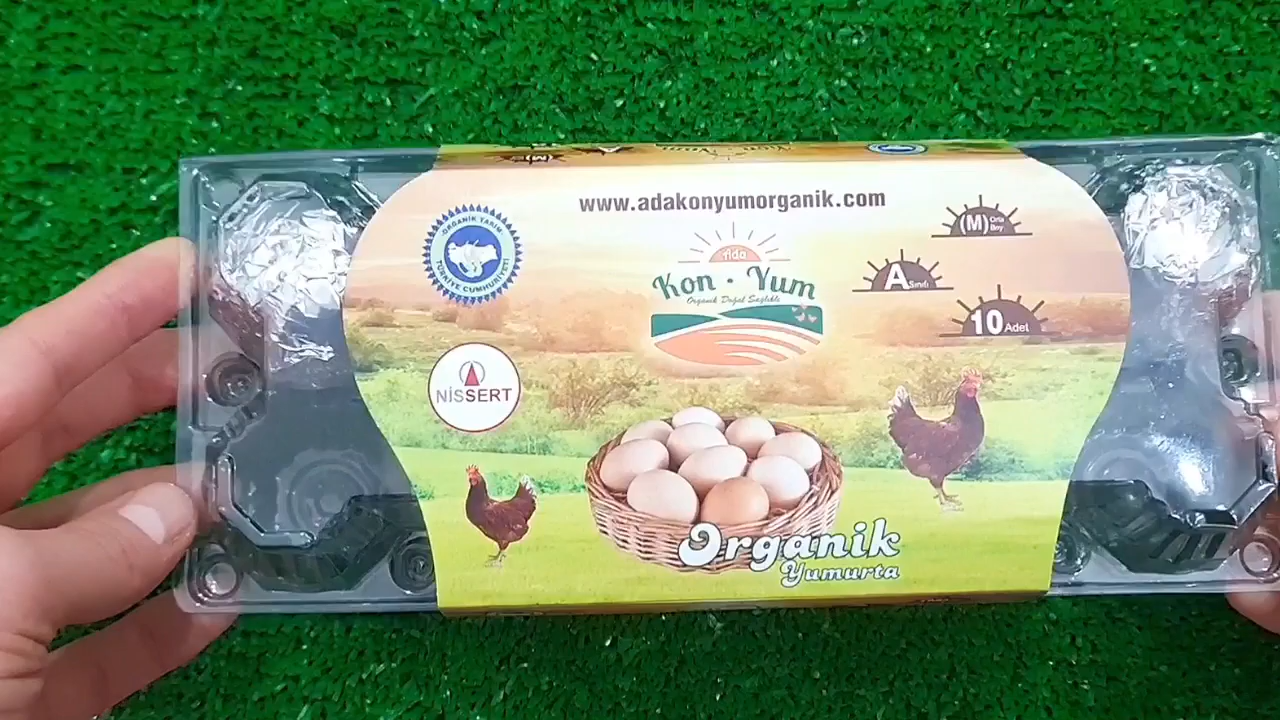 www.adakonyumorganik.com
ORGANİK TARIM
TÜRKİYE CUMHURİYETİ
Ada
Kon · Yum
Organik Doğal Sağlıklı
(M) Orta Boy
A Sınıfı
10 Adet
NİSSERT
Organik
Yumurta